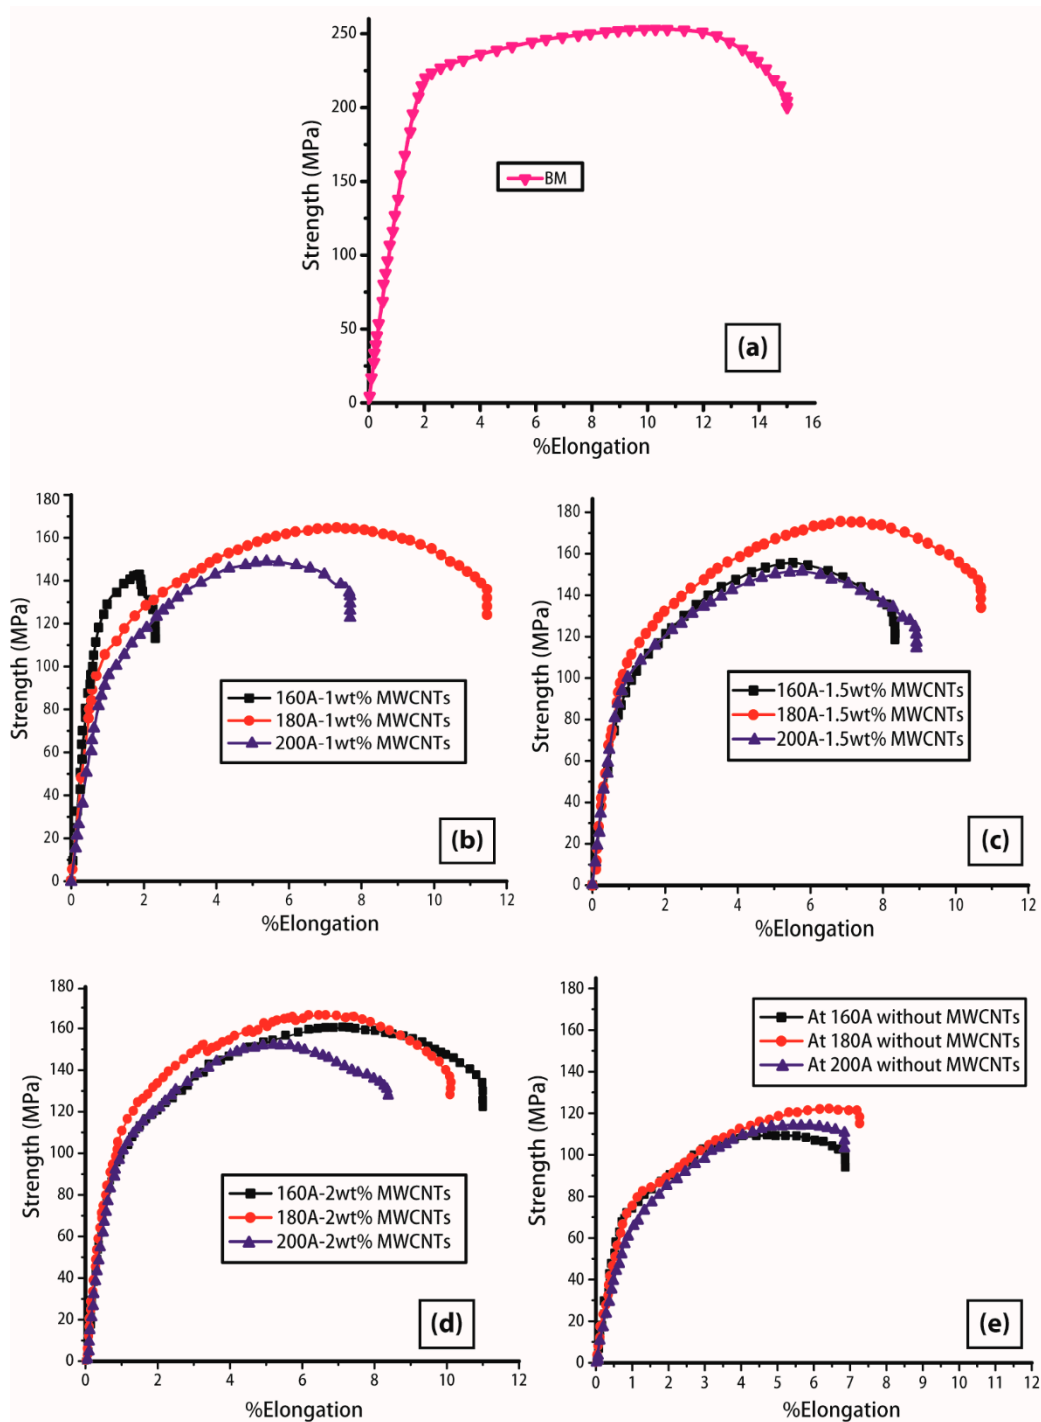 250
200
150
100
50
0
Strength (MPa)
BM
(a)
0 2 4 6 8 10 12 14 16
%Elongation
180
160
140
120
100
80
60
40
20
0
Strength (MPa)
160A-1wt% MWCNTs
180A-1wt% MWCNTs
200A-1wt% MWCNTs
(b)
0 2 4 6 8 10 12
%Elongation
180
160
140
120
100
80
60
40
20
0
Strength (MPa)
160A-1.5wt% MWCNTs
180A-1.5wt% MWCNTs
200A-1.5wt% MWCNTs
(c)
0 2 4 6 8 10 12
%Elongation
180
160
140
120
100
80
60
40
20
0
Strength (MPa)
160A-2wt% MWCNTs
180A-2wt% MWCNTs
200A-2wt% MWCNTs
(d)
0 2 4 6 8 10 12
%Elongation
180
160
140
120
100
80
60
40
20
0
Strength (MPa)
At 160A without MWCNTs
At 180A without MWCNTs
At 200A without MWCNTs
(e)
0 1 2 3 4 5 6 7 8 9 10 11 12
%Elongation